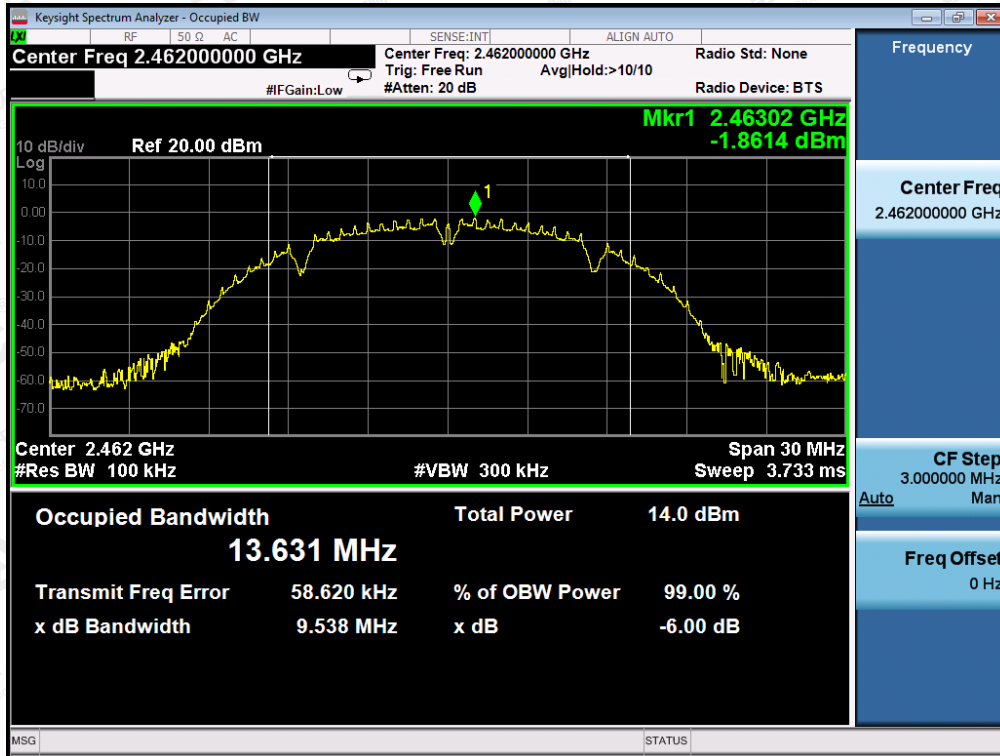 Keysight Spectrum Analyzer - Occupied BW
LXI RF 50 Ω AC SENSE:INT ALIGN AUTO
Center Freq 2.462000000 GHz
Center Freq: 2.462000000 GHz Radio Std: None
Trig: Free Run Avg|Hold:>10/10
#IFGain:Low #Atten: 20 dB Radio Device: BTS
Mkr1 2.46302 GHz
-1.8614 dBm
10 dB/div Ref 20.00 dBm
Log
10.0
0.00
-10.0
-20.0
-30.0
-40.0
-50.0
-60.0
-70.0
1
Center 2.462 GHz Span 30 MHz
#Res BW 100 kHz #VBW 300 kHz Sweep 3.733 ms
Occupied Bandwidth Total Power 14.0 dBm
13.631 MHz
Transmit Freq Error 58.620 kHz % of OBW Power 99.00 %
x dB Bandwidth 9.538 MHz x dB -6.00 dB
MSG STATUS
Frequency
Center Freq
2.462000000 GHz
CF Step
3.000000 MHz
Auto Man
Freq Offset
0 Hz